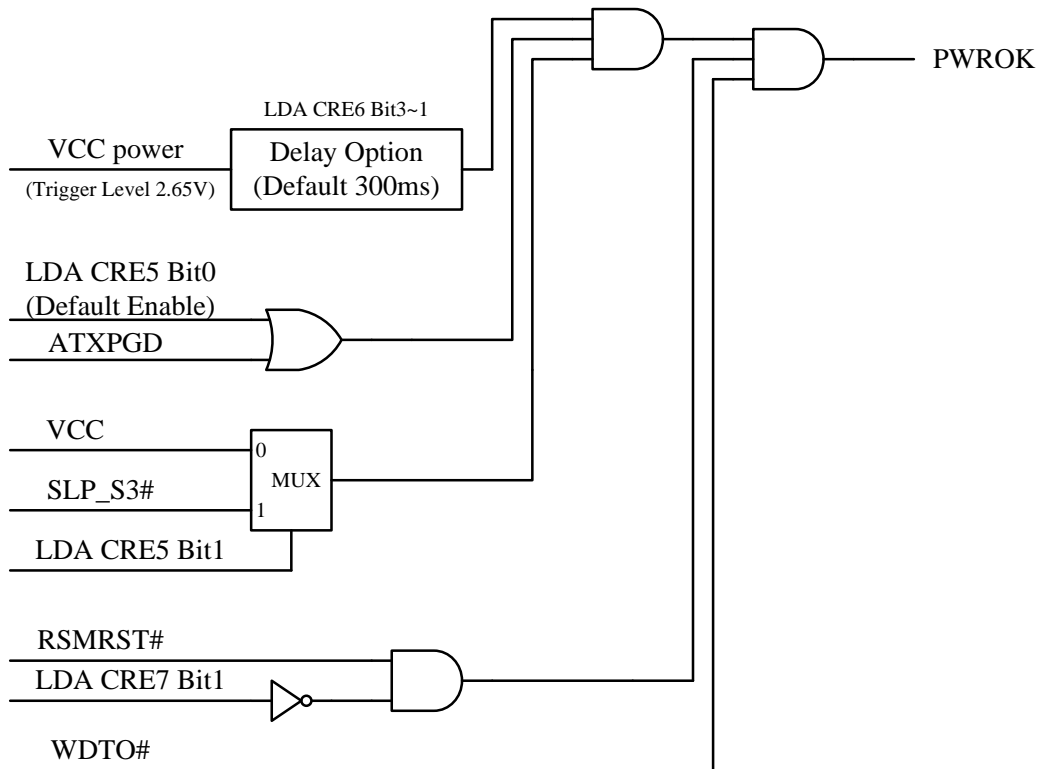 PWROK
LDA CRE6 Bit3~1
VCC power
(Trigger Level 2.65V)
Delay Option
(Default 300ms)
LDA CRE5 Bit0
(Default Enable)
ATXPGD
VCC
0
MUX
SLP_S3#
1
LDA CRE5 Bit1
RSMRST#
LDA CRE7 Bit1
WDTO#